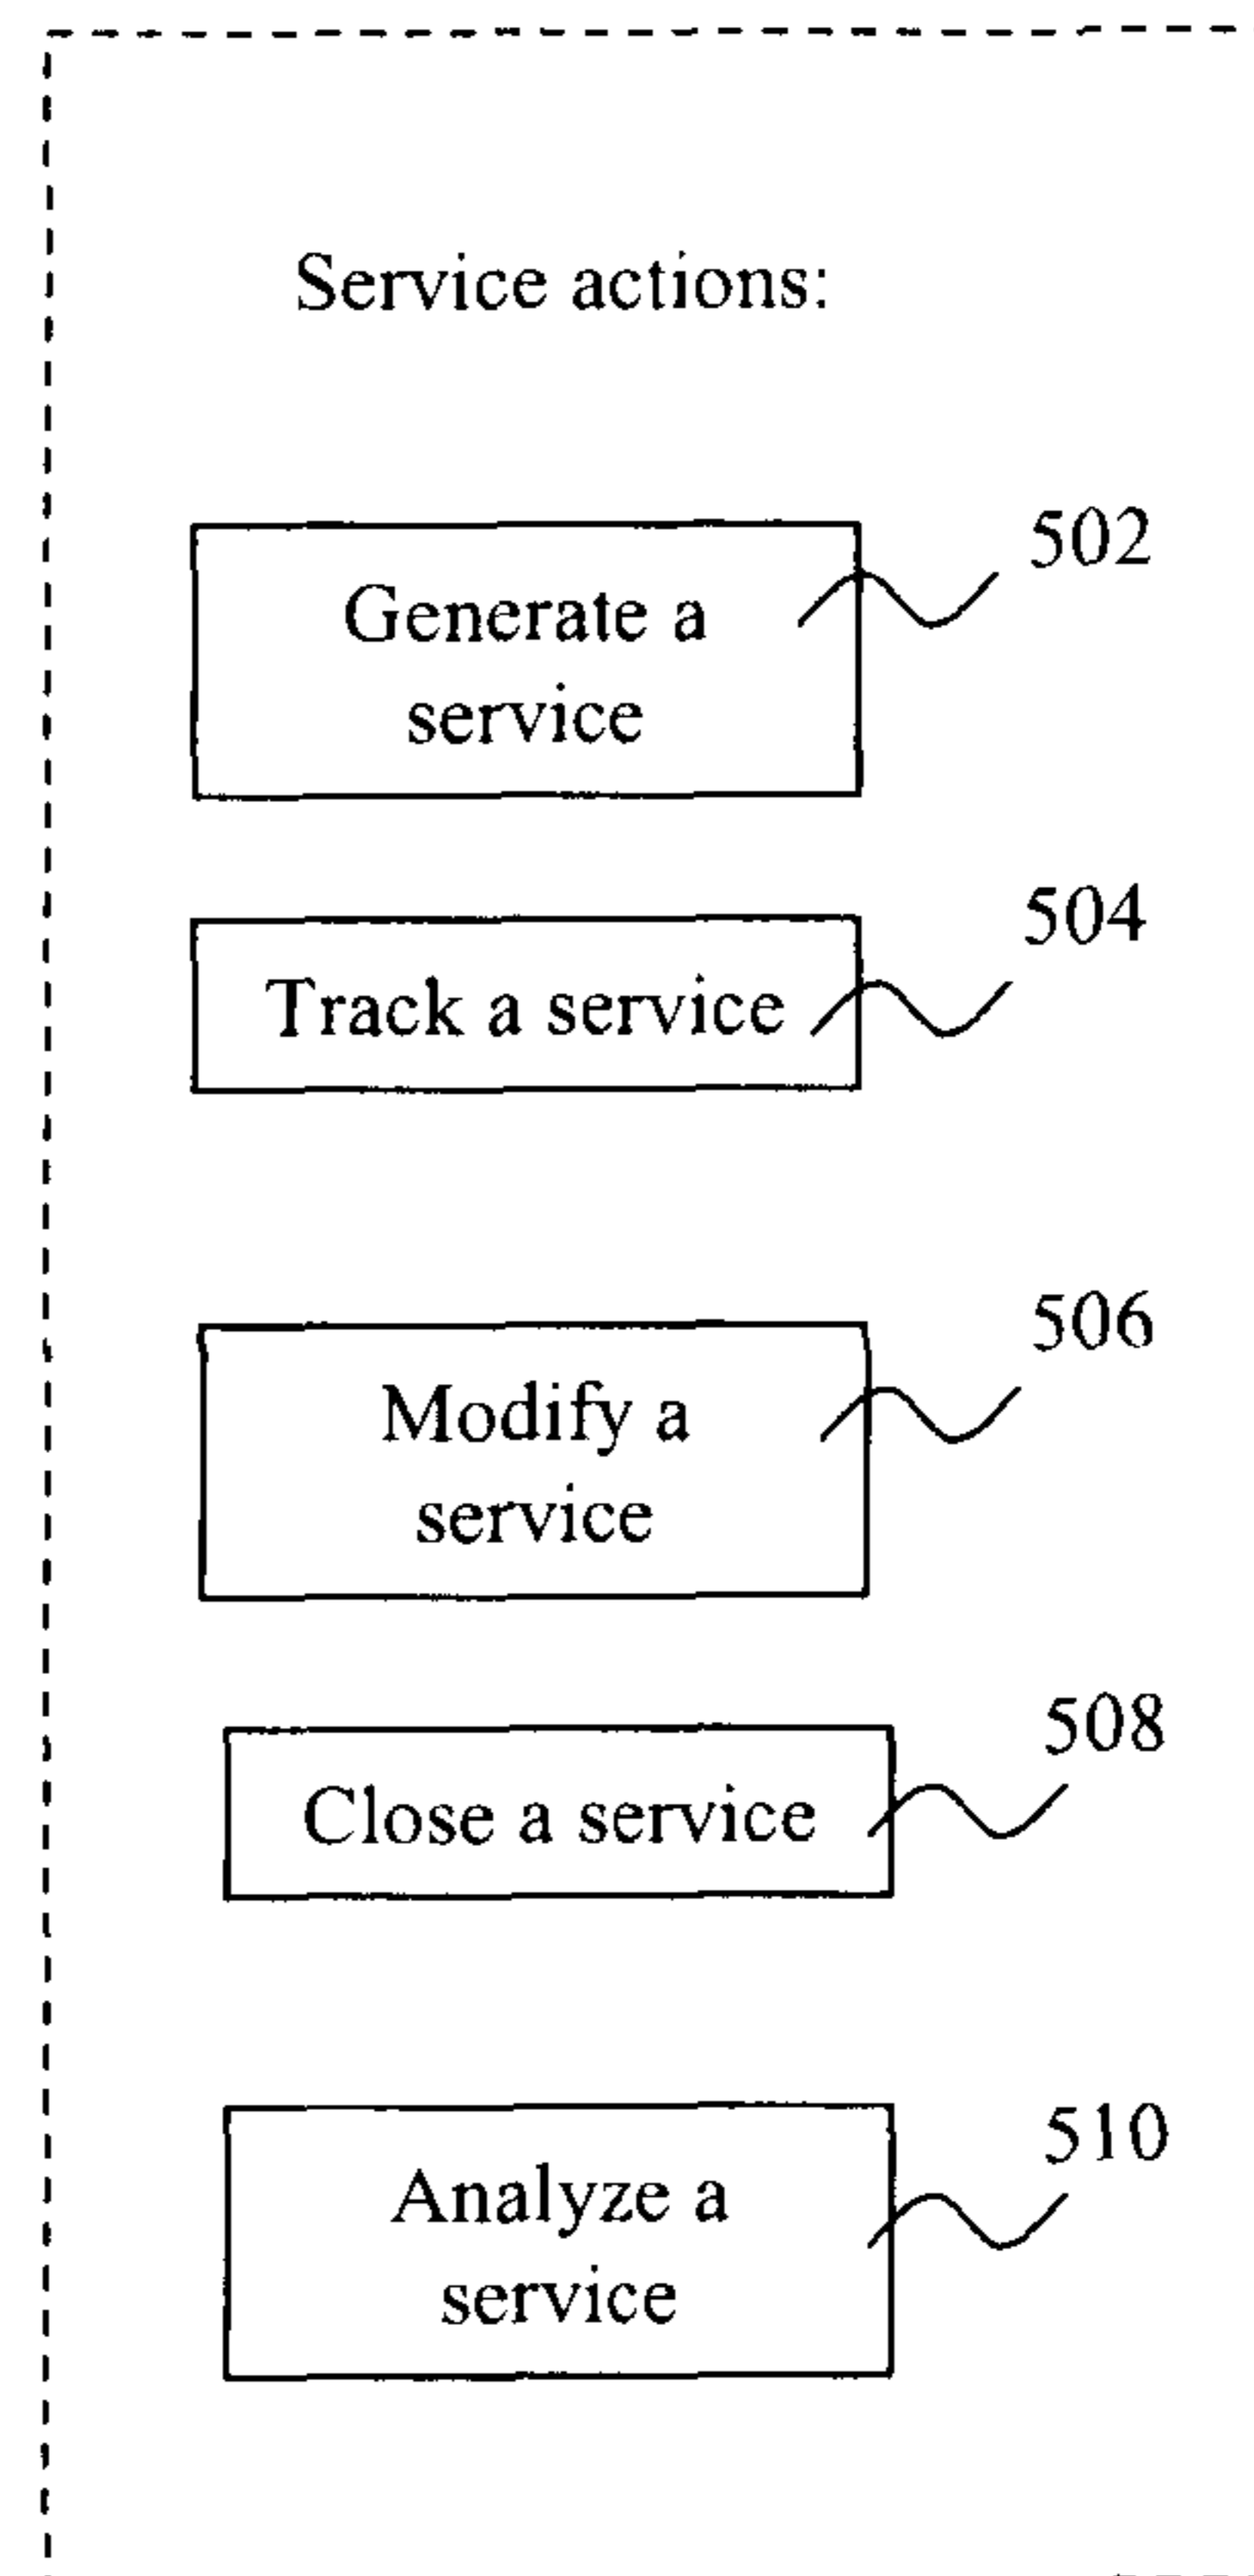 Service actions:
502
Generate a
service
504
Track a service
506
Modify a
service
508
Close a service
510
Analyze a
service